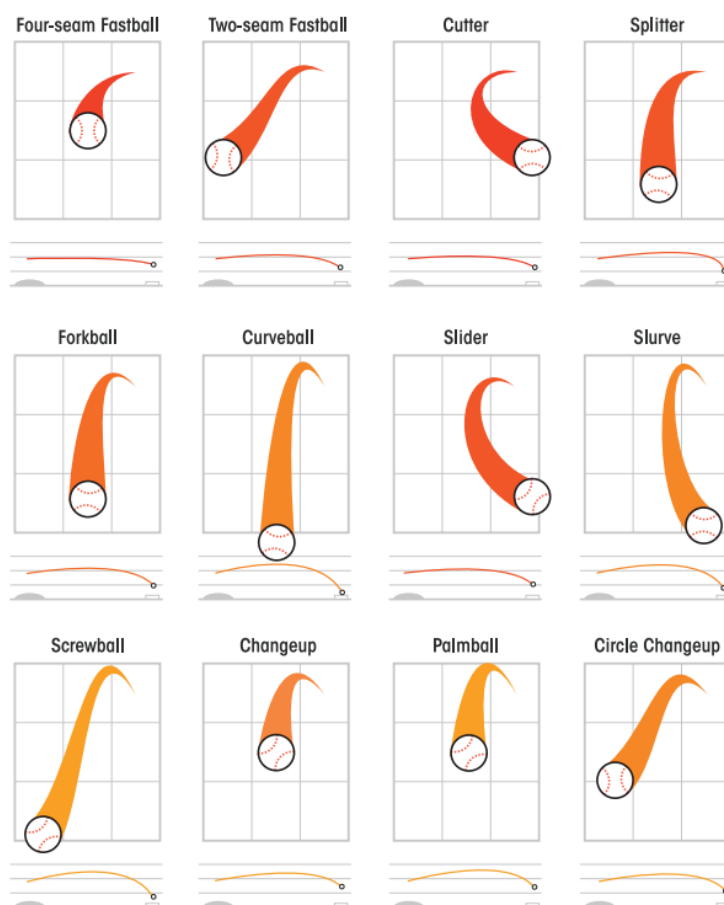 Four-seam Fastball
Two-seam Fastball
Cutter
Splitter
Forkball
Curveball
Slider
Slurve
Screwball
Changeup
Palmball
Circle Changeup